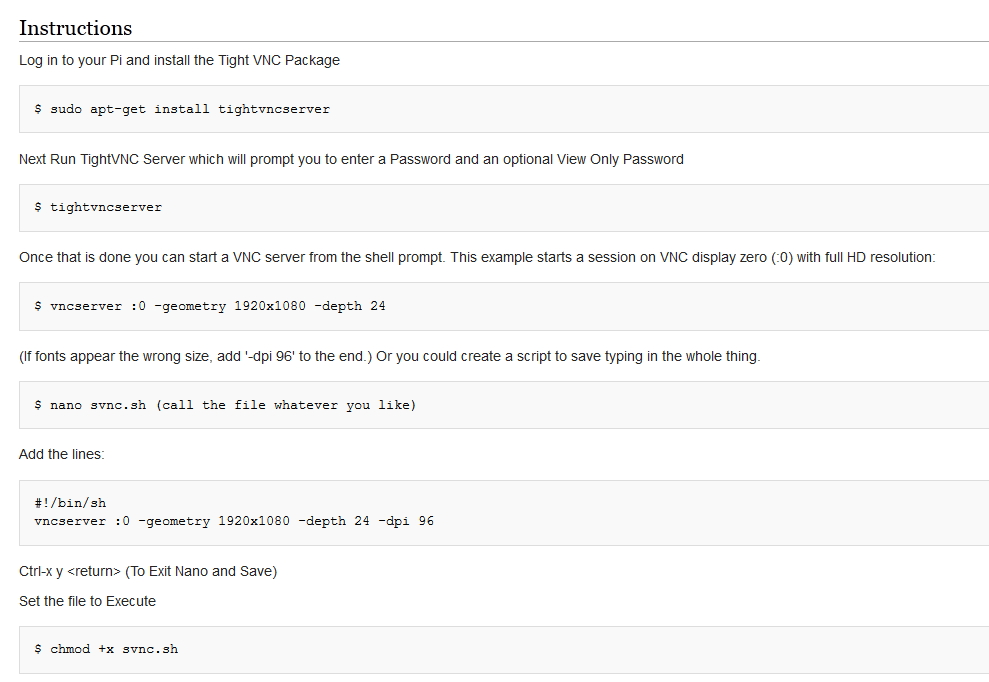 Instructions
Log in to your Pi and install the Tight VNC Package
$ sudo apt-get install tightvncserver
Next Run TightVNC Server which will prompt you to enter a Password and an optional View Only Password
$ tightvncserver
Once that is done you can start a VNC server from the shell prompt. This example starts a session on VNC display zero (:0) with full HD resolution:
$ vncserver :0 -geometry 1920x1080 -depth 24
(If fonts appear the wrong size, add '-dpi 96' to the end.) Or you could create a script to save typing in the whole thing.
$ nano svnc.sh (call the file whatever you like)
Add the lines:
#!/bin/sh
vncserver :0 -geometry 1920x1080 -depth 24 -dpi 96
Ctrl-x y <return> (To Exit Nano and Save)
Set the file to Execute
$ chmod +x svnc.sh